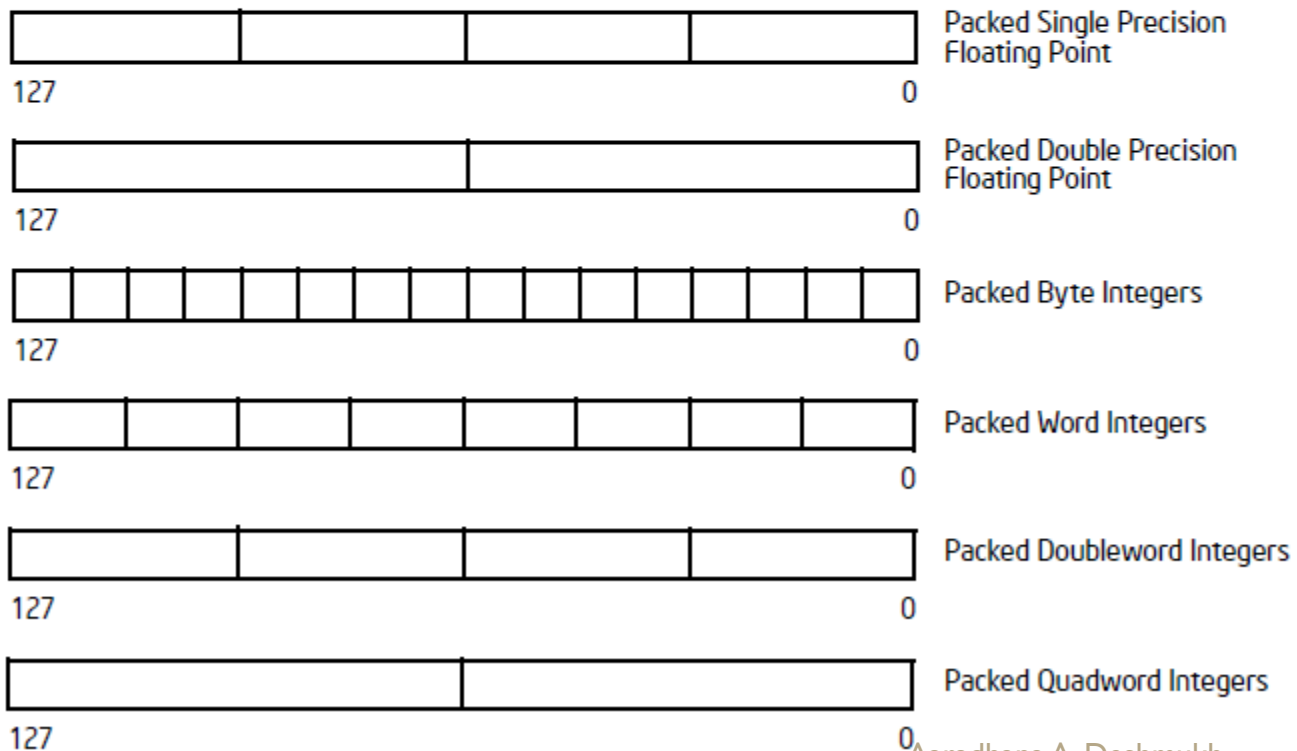 Packed Single Precision
Floating Point
127 0
Packed Double Precision
Floating Point
127 0
Packed Byte Integers
127 0
Packed Word Integers
127 0
Packed Doubleword Integers
127 0
Packed Quadword Integers
127 0